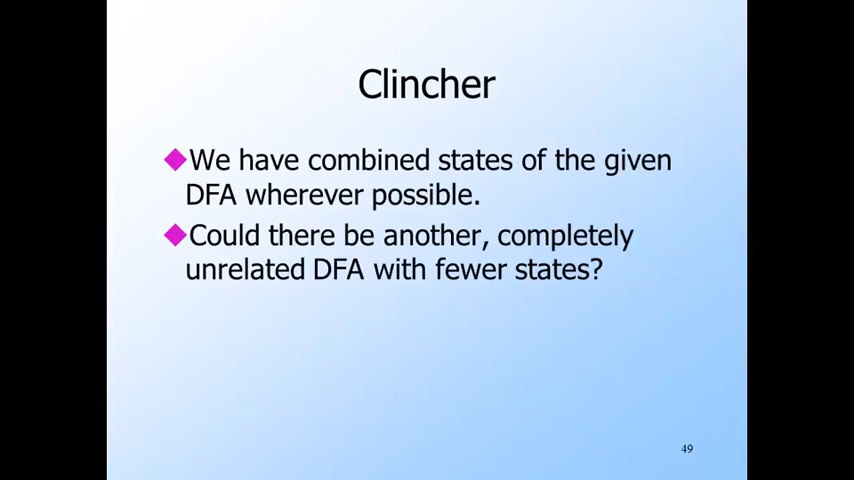 Clincher
We have combined states of the given
DFA wherever possible.
Could there be another, completely
unrelated DFA with fewer states?
49